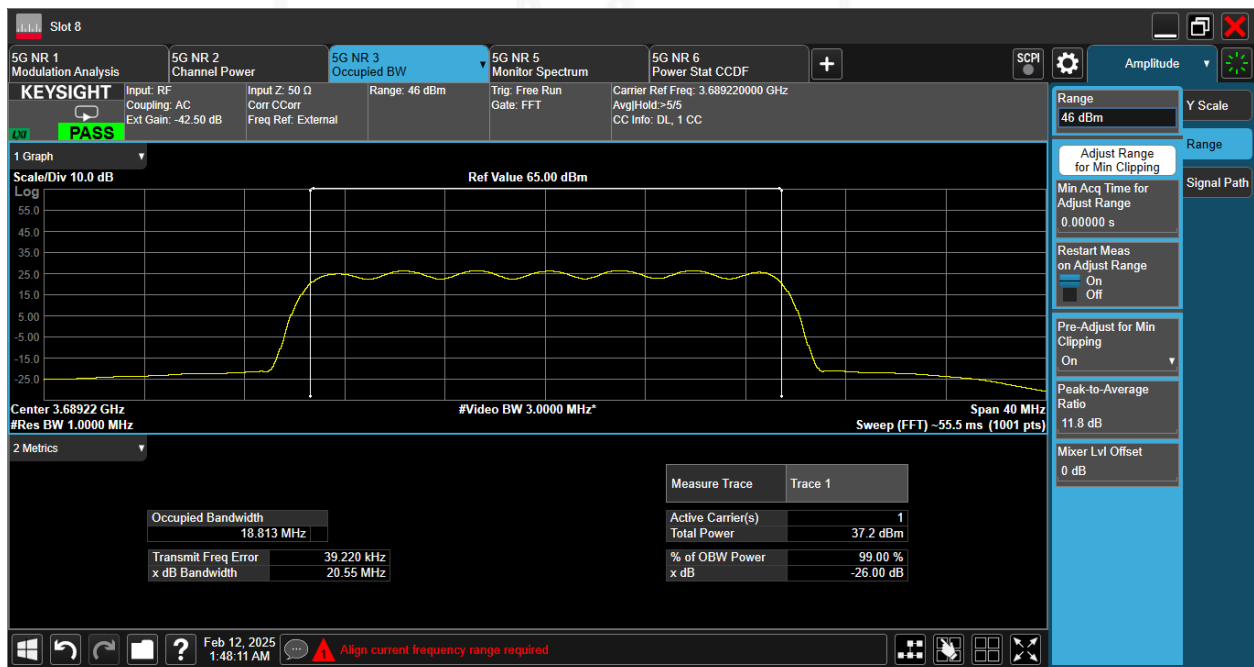 Slot 8
5G NR 1
Modulation Analysis
5G NR 2
Channel Power
5G NR 3
Occupied BW
5G NR 5
Monitor Spectrum
5G NR 6
Power Stat CCDF
SCPI
Amplitude
KEYSIGHT
LXI
PASS
Input: RF
Coupling: AC
Ext Gain: -42.50 dB
Input Z: 50 Ω
Corr CCorr
Freq Ref: External
Range: 46 dBm
Trig: Free Run
Gate: FFT
Carrier Ref Freq: 3.689220000 GHz
Avg|Hold:>5/5
CC Info: DL, 1 CC
1 Graph
Scale/Div 10.0 dB
Ref Value 65.00 dBm
Log
55.0
45.0
35.0
25.0
15.0
5.00
-5.00
-15.0
-25.0
Center 3.68922 GHz
#Video BW 3.0000 MHz*
Span 40 MHz
#Res BW 1.0000 MHz
Sweep (FFT) ~55.5 ms (1001 pts)
2 Metrics
Measure Trace Trace 1
Occupied Bandwidth
18.813 MHz
Active Carrier(s) 1
Total Power 37.2 dBm
Transmit Freq Error 39.220 kHz
x dB Bandwidth 20.55 MHz
% of OBW Power 99.00 %
x dB -26.00 dB
Range
46 dBm
Adjust Range
for Min Clipping
Min Acq Time for
Adjust Range
0.00000 s
Restart Meas
on Adjust Range
On
Off
Pre-Adjust for Min
Clipping
On
Peak-to-Average
Ratio
11.8 dB
Mixer Lvl Offset
0 dB
Y Scale
Range
Signal Path
?
Feb 12, 2025
1:48:11 AM
1
Align current frequency range required